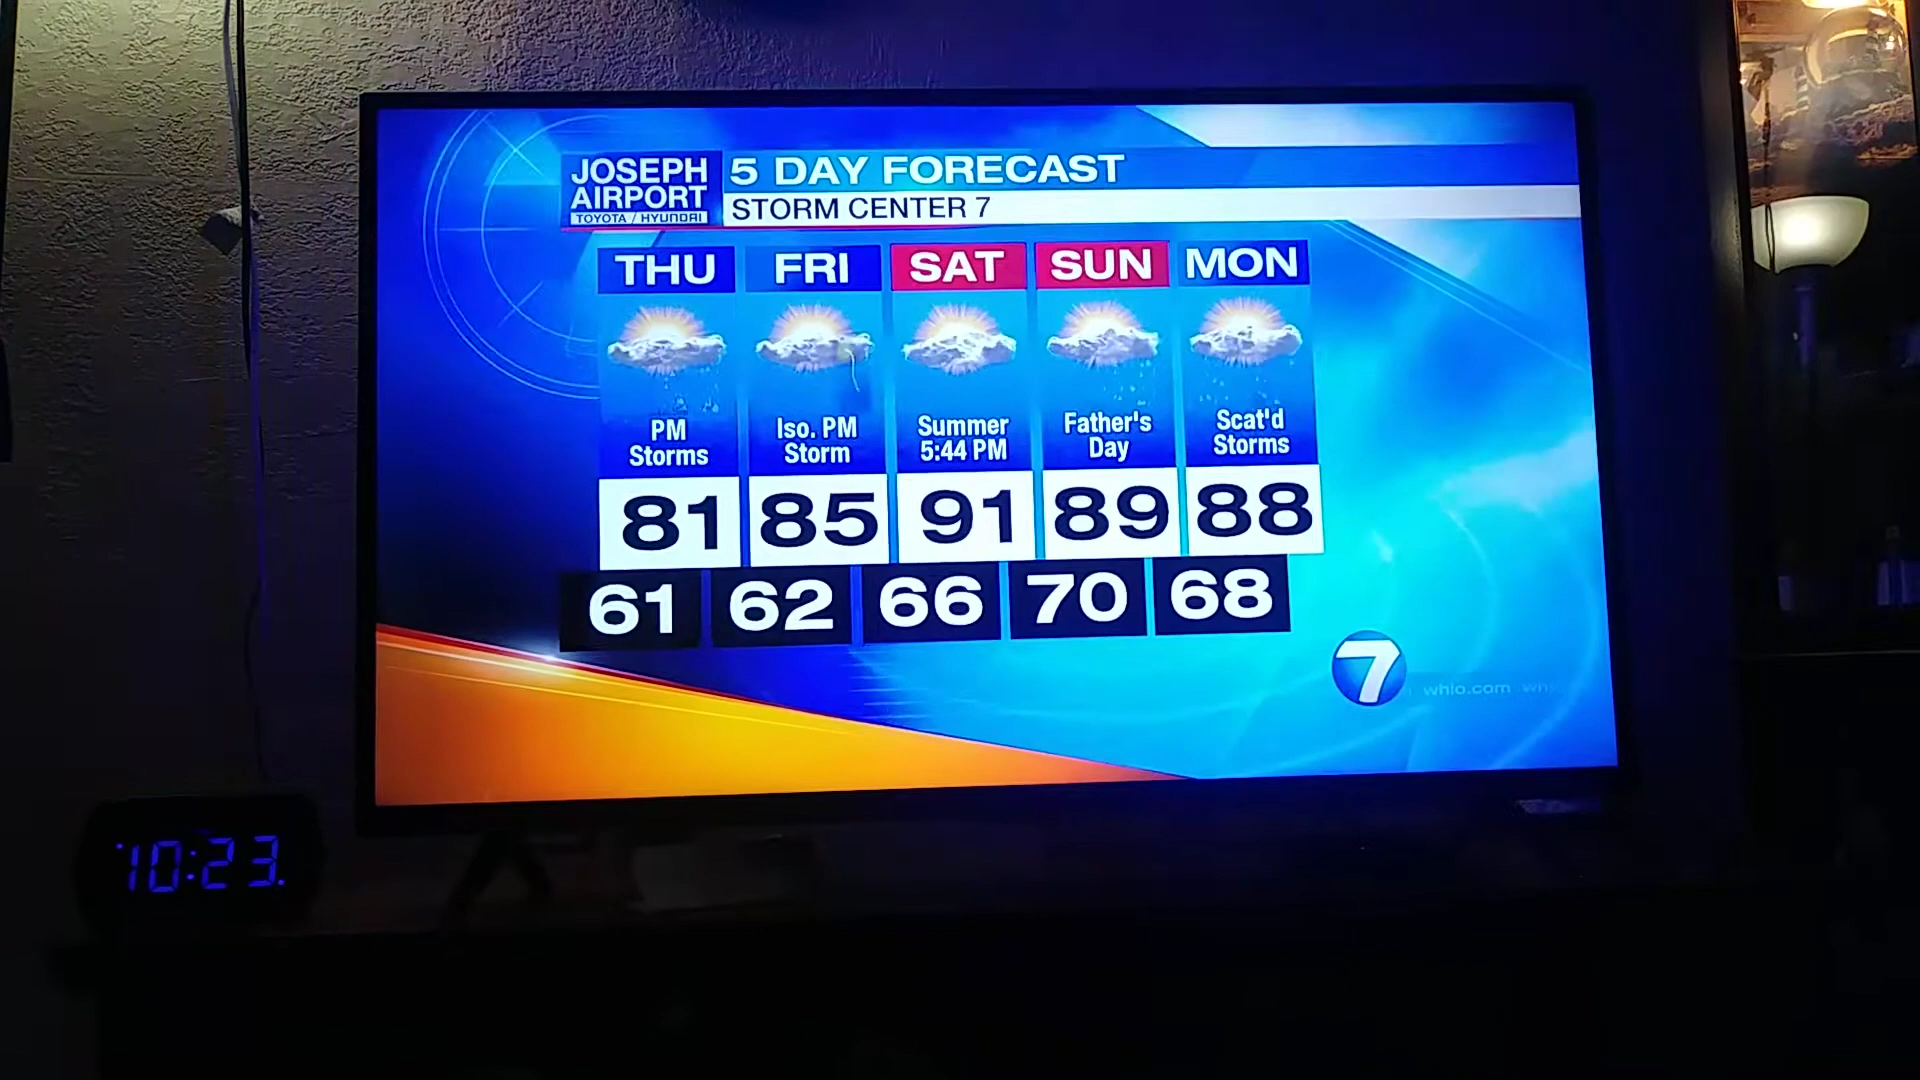 JOSEPH
AIRPORT
TOYOTA / HYUNDAI
5 DAY FORECAST
STORM CENTER 7
THU FRI SAT SUN MON
PM
Storms
Iso. PM
Storm
Summer
5:44 PM
Father's
Day
Scat'd
Storms
81 85 91 89 88
61 62 66 70 68
7
whio.com
10:23